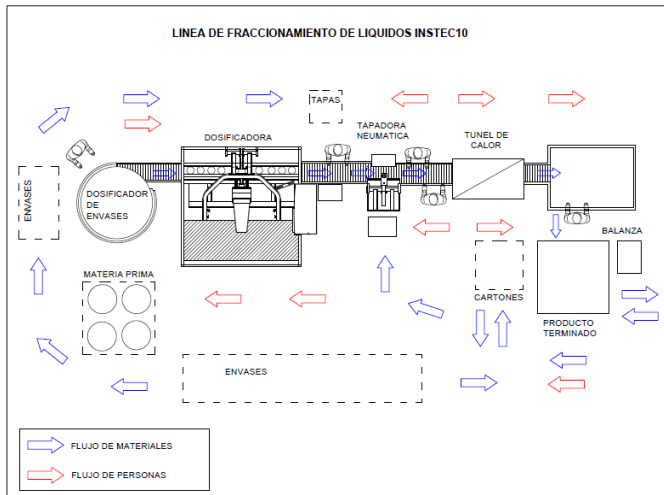 LINEA DE FRACCIONAMIENTO DE LIQUIDOS INSTEC10
TAPAS
DOSIFICADORA
TAPADORA
NEUMATICA
TUNEL DE
CALOR
ENVASES
DOSIFICADOR
DE
ENVASES
MATERIA PRIMA
CARTONES
BALANZA
PRODUCTO
TERMINADO
ENVASES
FLUJO DE MATERIALES
FLUJO DE PERSONAS